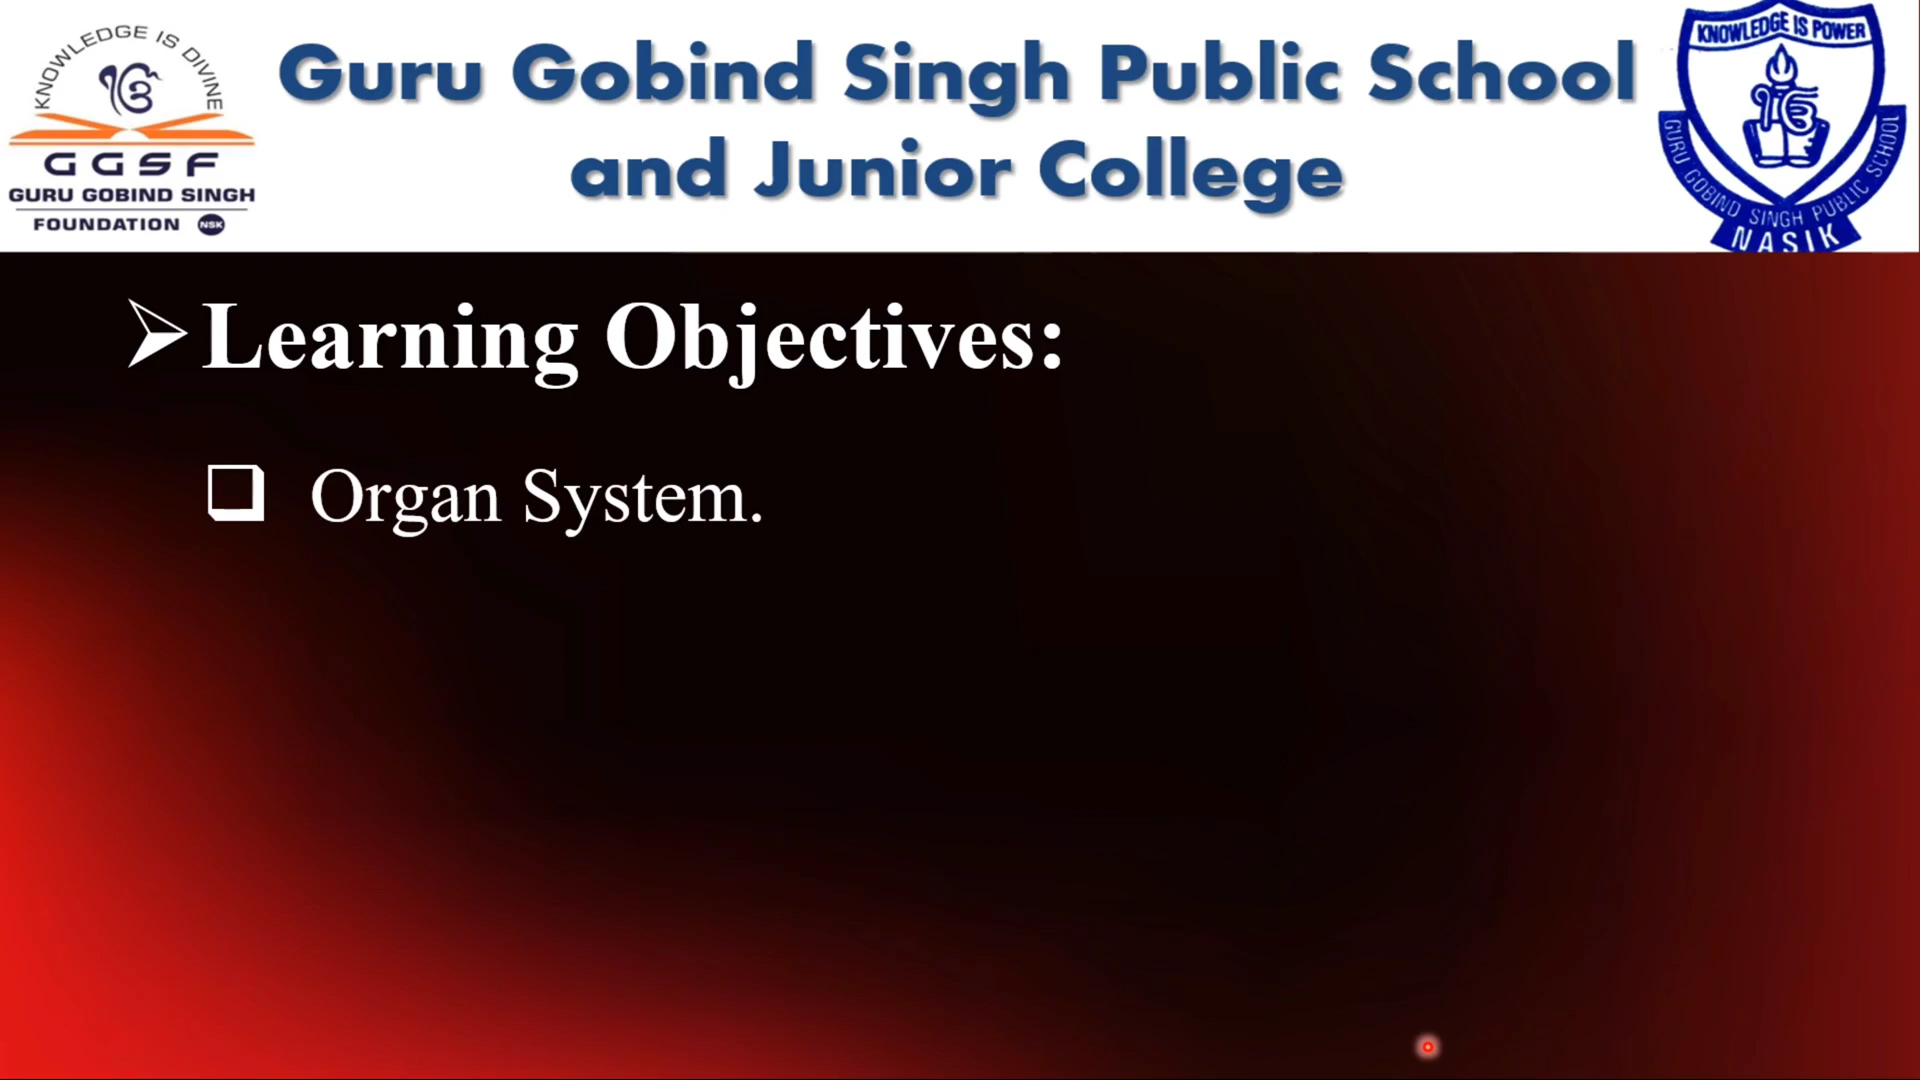 KNOWLEDGE IS DIVINE
GGSF
GURU GOBIND SINGH
FOUNDATION NSK
Guru Gobind Singh Public School
and Junior College
KNOWLEDGE IS POWER
GURU GOBIND SINGH PUBLIC SCHOOL
NASIK
➢ Learning Objectives:
❑ Organ System.